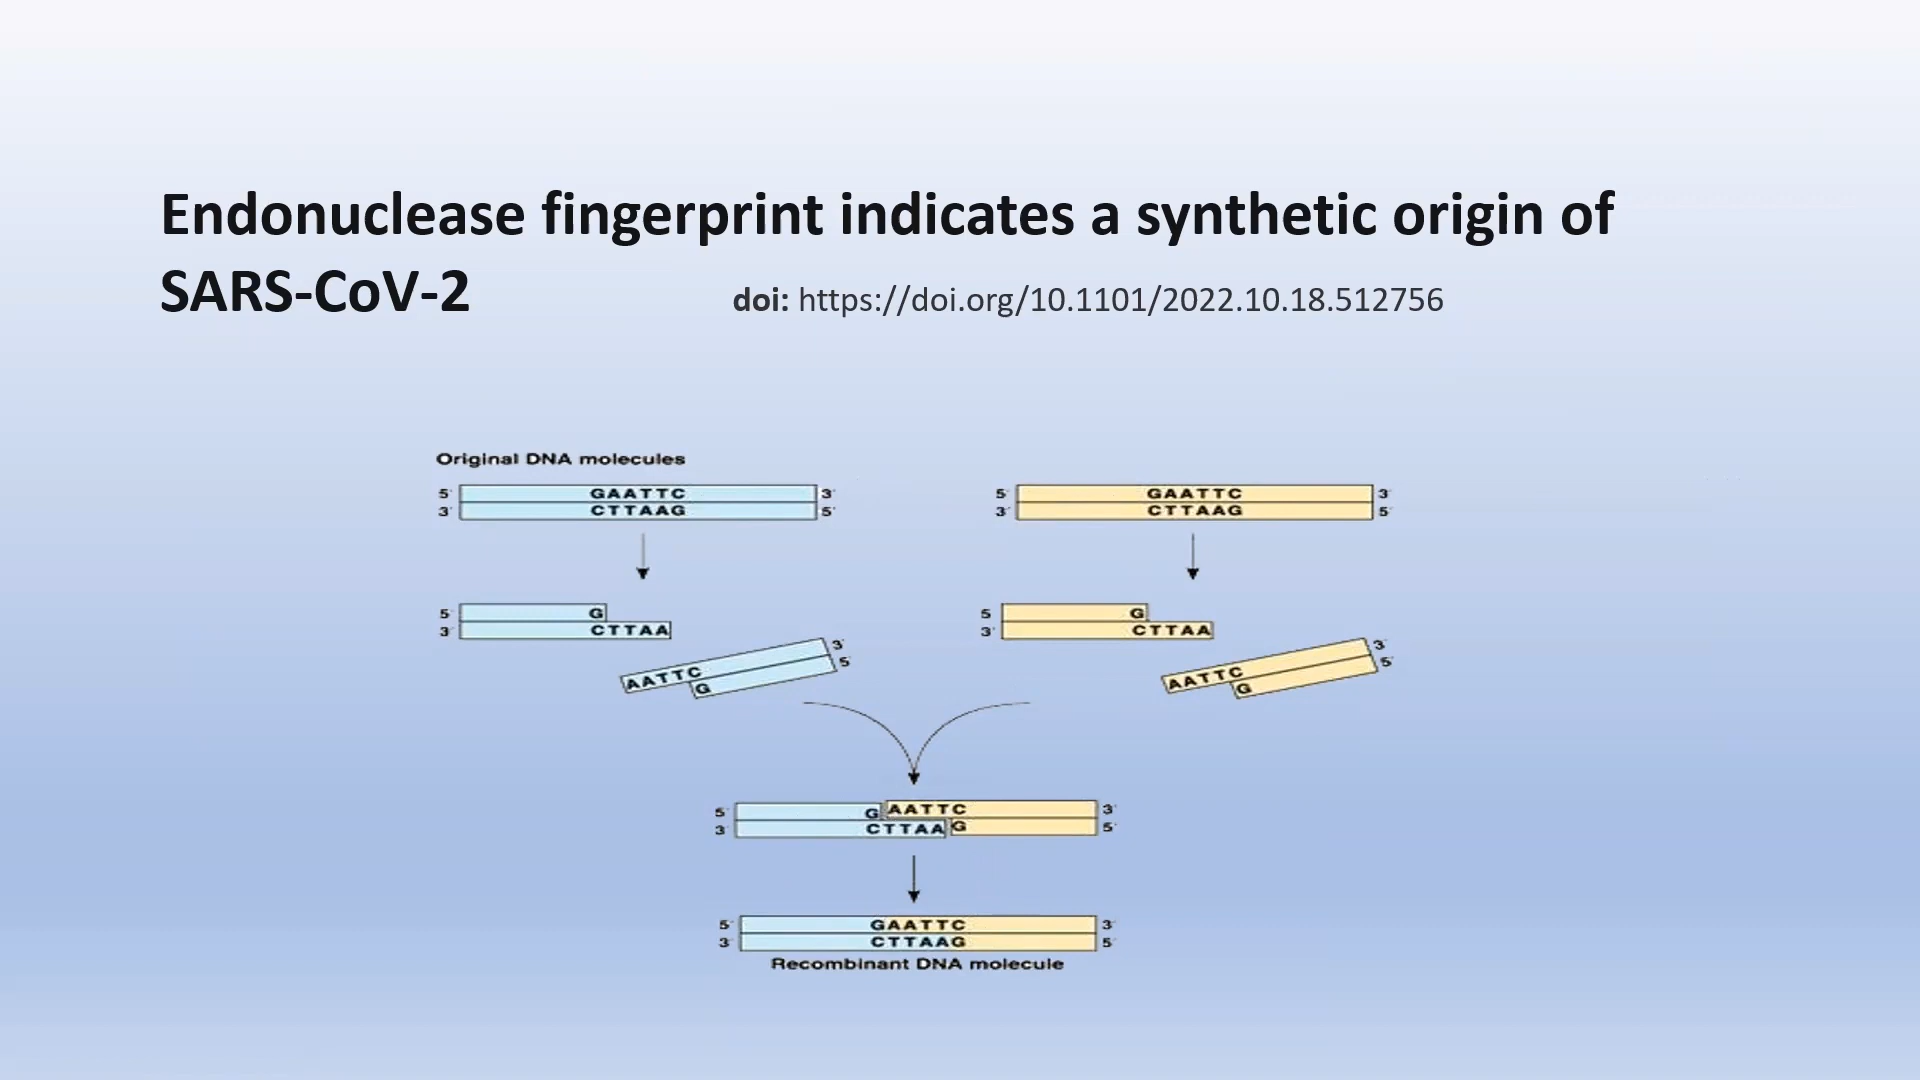 Endonuclease fingerprint indicates a synthetic origin of
SARS-CoV-2 doi: https://doi.org/10.1101/2022.10.18.512756
Original DNA molecules
5' GAATTC 3'
3' CTTAAG 5'
5' GAATTC 3'
3' CTTAAG 5'
5' G
3' CTTAA
AATTC 3'
G 5'
5 G
3' CTTAA
AATTC 3'
G 5'
5' G AATTC 3'
3' CTTAA G 5'
5' GAATTC 3'
3' CTTAAG 5'
Recombinant DNA molecule